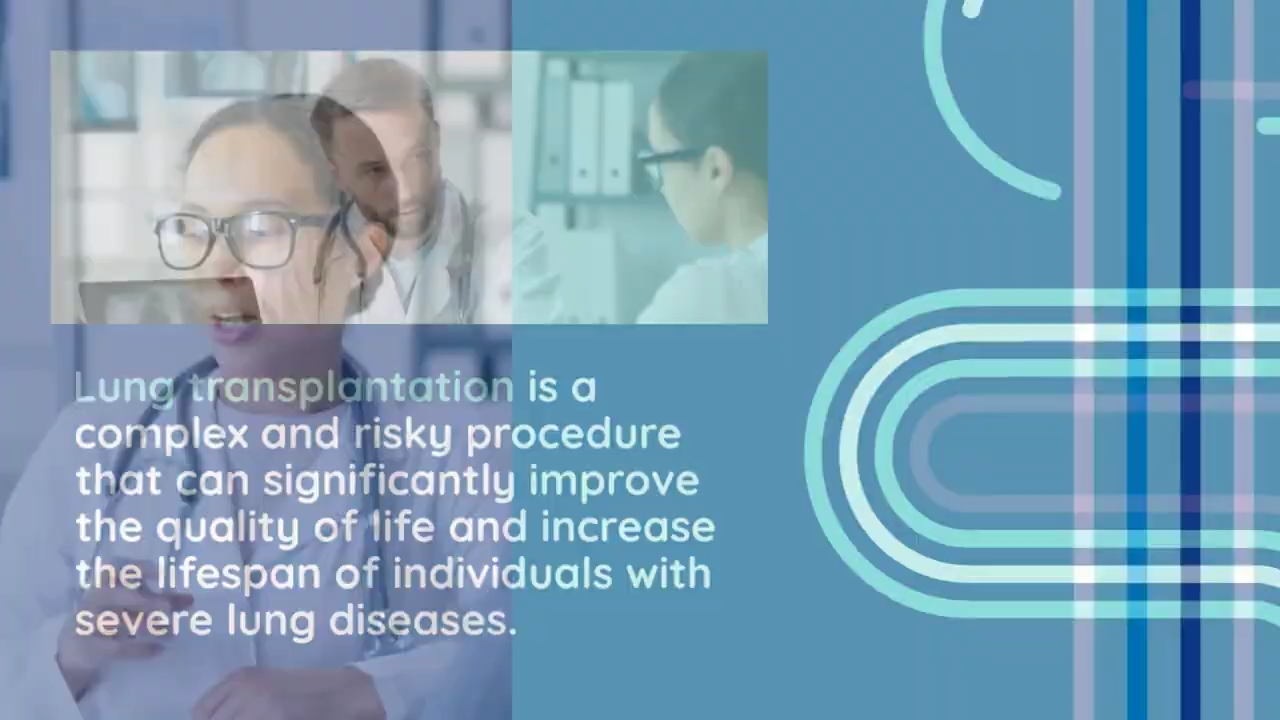 Lung transplantation is a
complex and risky procedure
that can significantly improve
the quality of life and increase
the lifespan of individuals with
severe lung diseases.